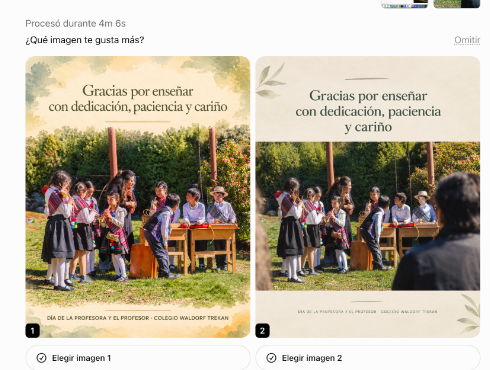 Procesó durante 4m 6s
¿Qué imagen te gusta más?
Omitir
Gracias por enseñar
con dedicación, paciencia y cariño
DÍA DE LA PROFESORA Y EL PROFESOR · COLEGIO WALDORF TREKAN
1
Elegir imagen 1
Gracias por enseñar
con dedicación, paciencia
y cariño
DÍA DE LA PROFESORA Y EL PROFESOR · COLEGIO WALDORF TREKAN
2
Elegir imagen 2